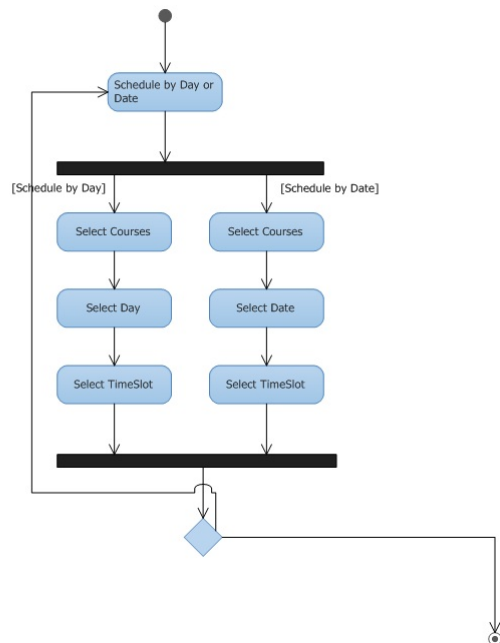 Schedule by Day or
Date
[Schedule by Day]
[Schedule by Date]
Select Courses
Select Courses
Select Day
Select Date
Select TimeSlot
Select TimeSlot